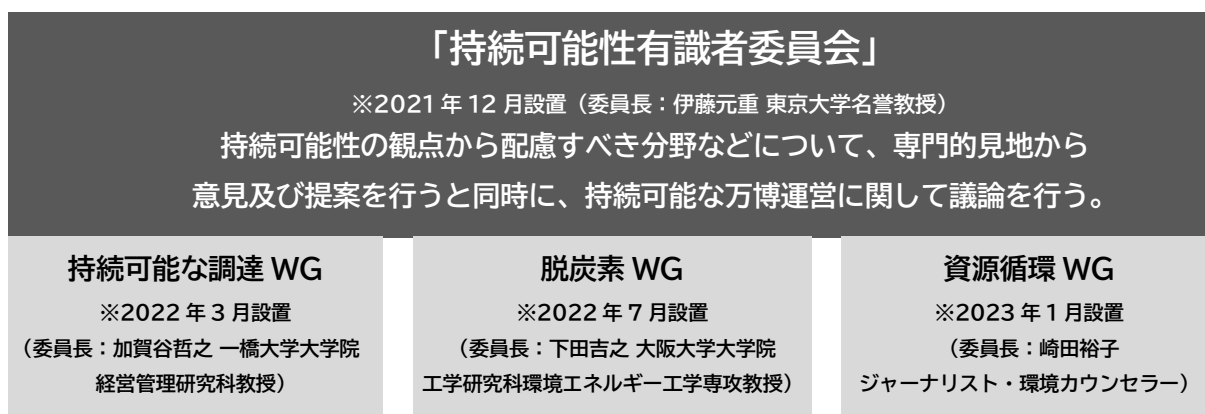 「持続可能性有識者委員会」
※2021年12月設置（委員長：伊藤元重 東京大学名誉教授）
持続可能性の観点から配慮すべき分野などについて、専門的見地から
意見及び提案を行うと同時に、持続可能な万博運営に関して議論を行う。
持続可能な調達 WG
※2022年3月設置
（委員長：加賀谷哲之 一橋大学大学院
経営管理研究科教授）
脱炭素 WG
※2022年7月設置
（委員長：下田吉之 大阪大学大学院
工学研究科環境エネルギー工学専攻教授）
資源循環 WG
※2023年1月設置
（委員長：崎田裕子
ジャーナリスト・環境カウンセラー）